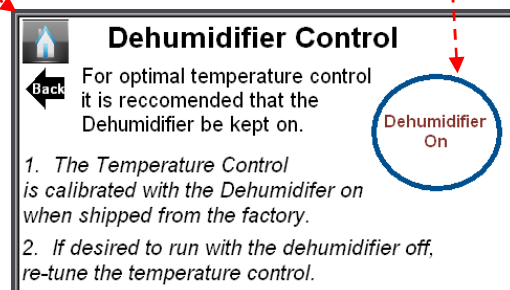 Dehumidifier Control
Back
For optimal temperature control
it is reccomended that the
Dehumidifier be kept on.
Dehumidifier
On
1. The Temperature Control
is calibrated with the Dehumidifer on
when shipped from the factory.
2. If desired to run with the dehumidifier off,
re-tune the temperature control.